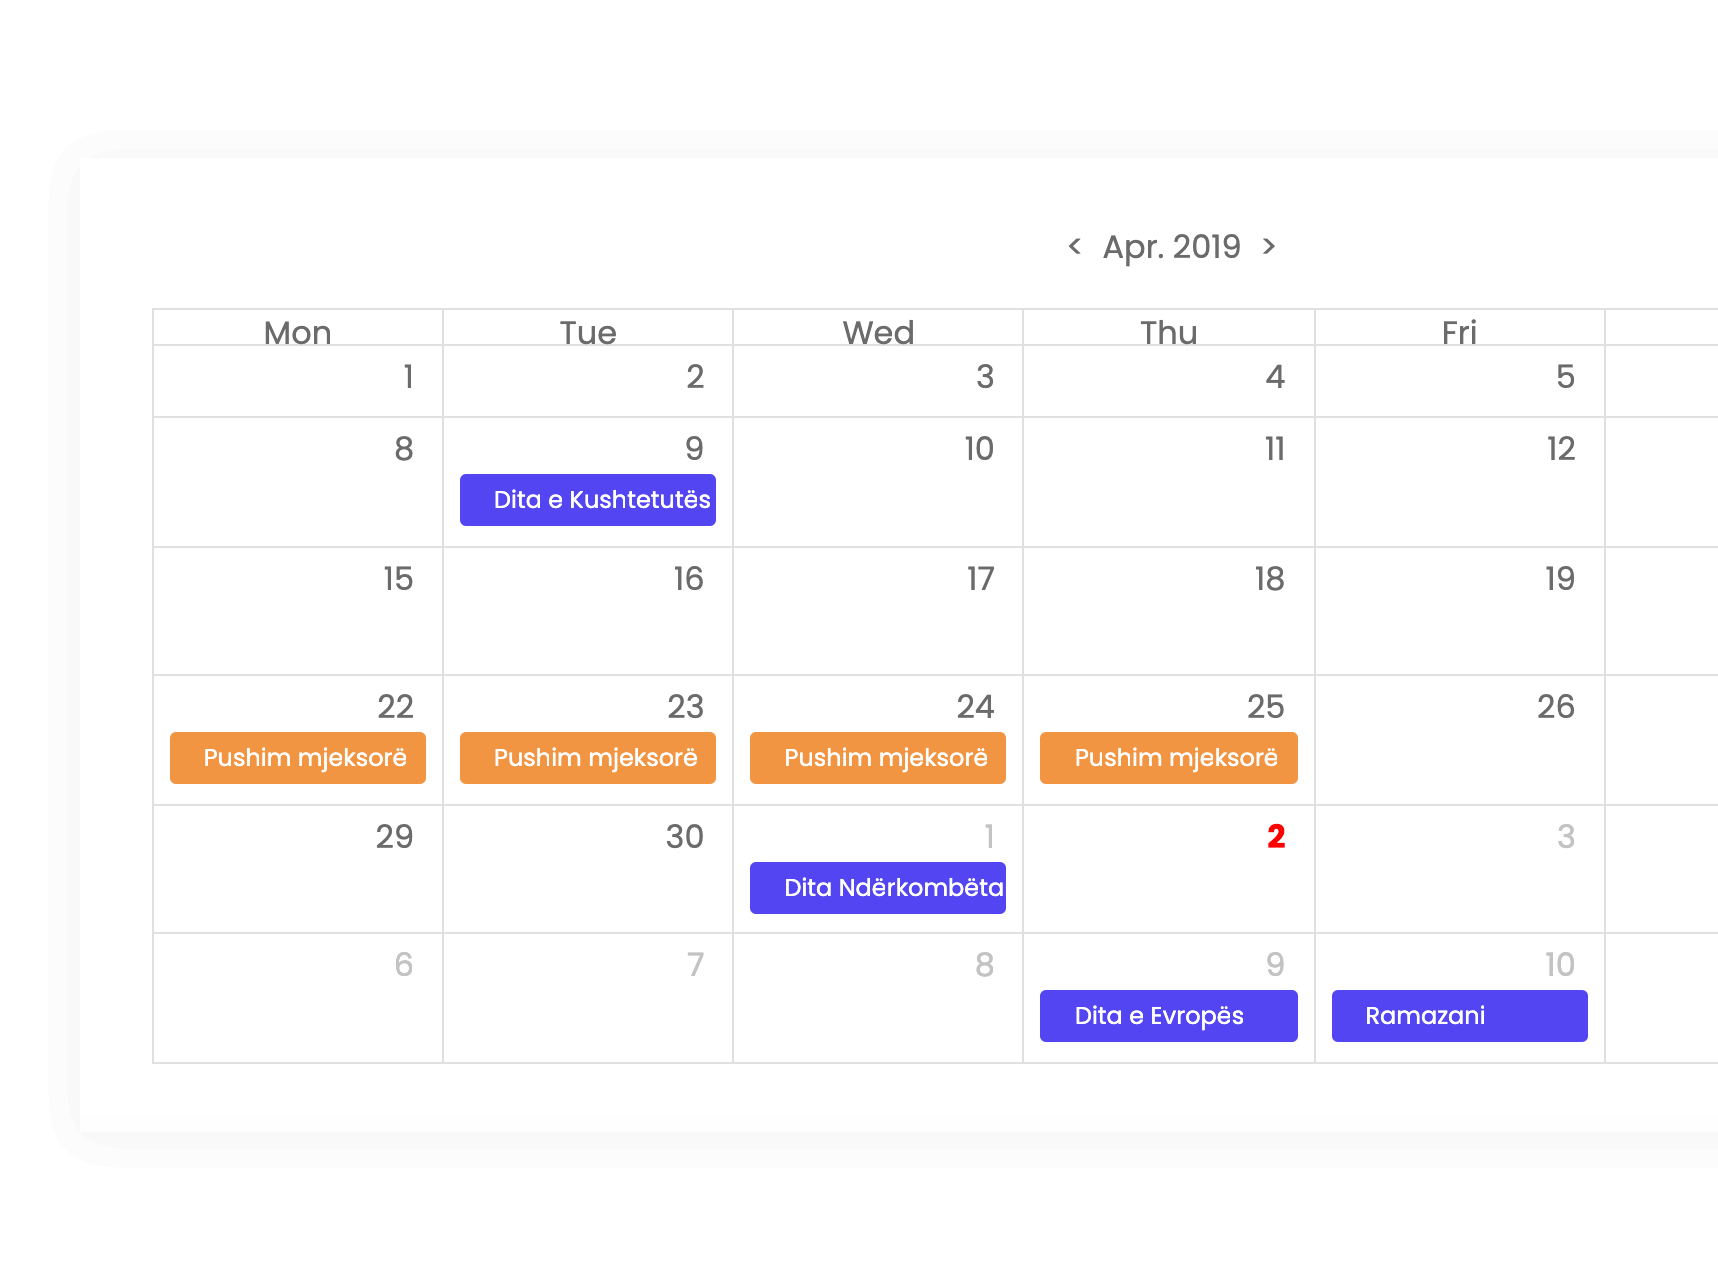 < Apr. 2019 >
Mon Tue Wed Thu Fri
1 2 3 4 5
8 9 10 11 12
Dita e Kushtetutës
15 16 17 18 19
22 23 24 25 26
Pushim mjeksorë Pushim mjeksorë Pushim mjeksorë Pushim mjeksorë
29 30 1 2 3
Dita Ndërkombëta
6 7 8 9 10
Dita e Evropës Ramazani